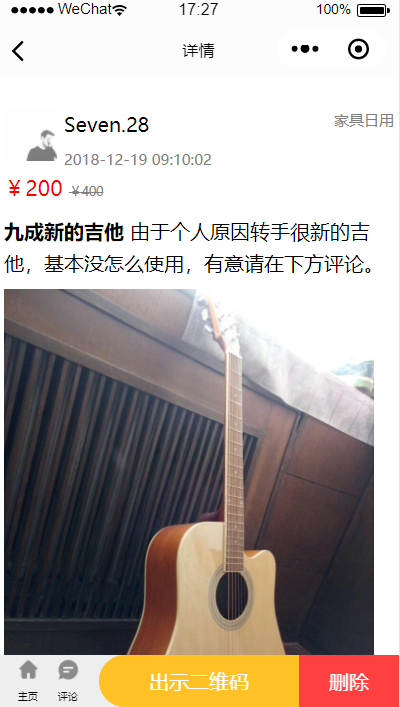 WeChat 17:27 100%
详情
Seven.28 家具日用
2018-12-19 09:10:02
￥200 ￥400
九成新的吉他 由于个人原因转手很新的吉
他，基本没怎么使用，有意请在下方评论。
主页 评论 出示二维码 删除